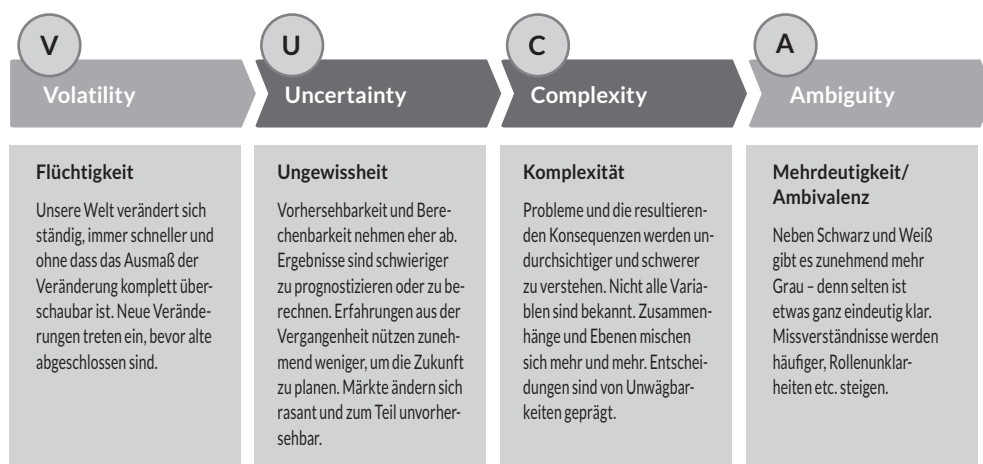 V
Volatility
Flüchtigkeit
Unsere Welt verändert sich
ständig, immer schneller und
ohne dass das Ausmaß der
Veränderung komplett über-
schaubar ist. Neue Verände-
rungen treten ein, bevor alte
abgeschlossen sind.
U
Uncertainty
Ungewissheit
Vorhersehbarkeit und Bere-
chenbarkeit nehmen eher ab.
Ergebnisse sind schwieriger
zu prognostizieren oder zu be-
rechnen. Erfahrungen aus der
Vergangenheit nützen zuneh-
mend weniger, um die Zukunft
zu planen. Märkte ändern sich
rasant und zum Teil unvorher-
sehbar.
C
Complexity
Komplexität
Probleme und die resultieren-
den Konsequenzen werden un-
durchsichtiger und schwerer
zu verstehen. Nicht alle Varia-
blen sind bekannt. Zusammen-
hänge und Ebenen mischen
sich mehr und mehr. Entschei-
dungen sind von Unwägbar-
keiten geprägt.
A
Ambiguity
Mehrdeutigkeit/
Ambivalenz
Neben Schwarz und Weiß
gibt es zunehmend mehr
Grau – denn selten ist
etwas ganz eindeutig klar.
Missverständnisse werden
häufiger, Rollenunklar-
heiten etc. steigen.